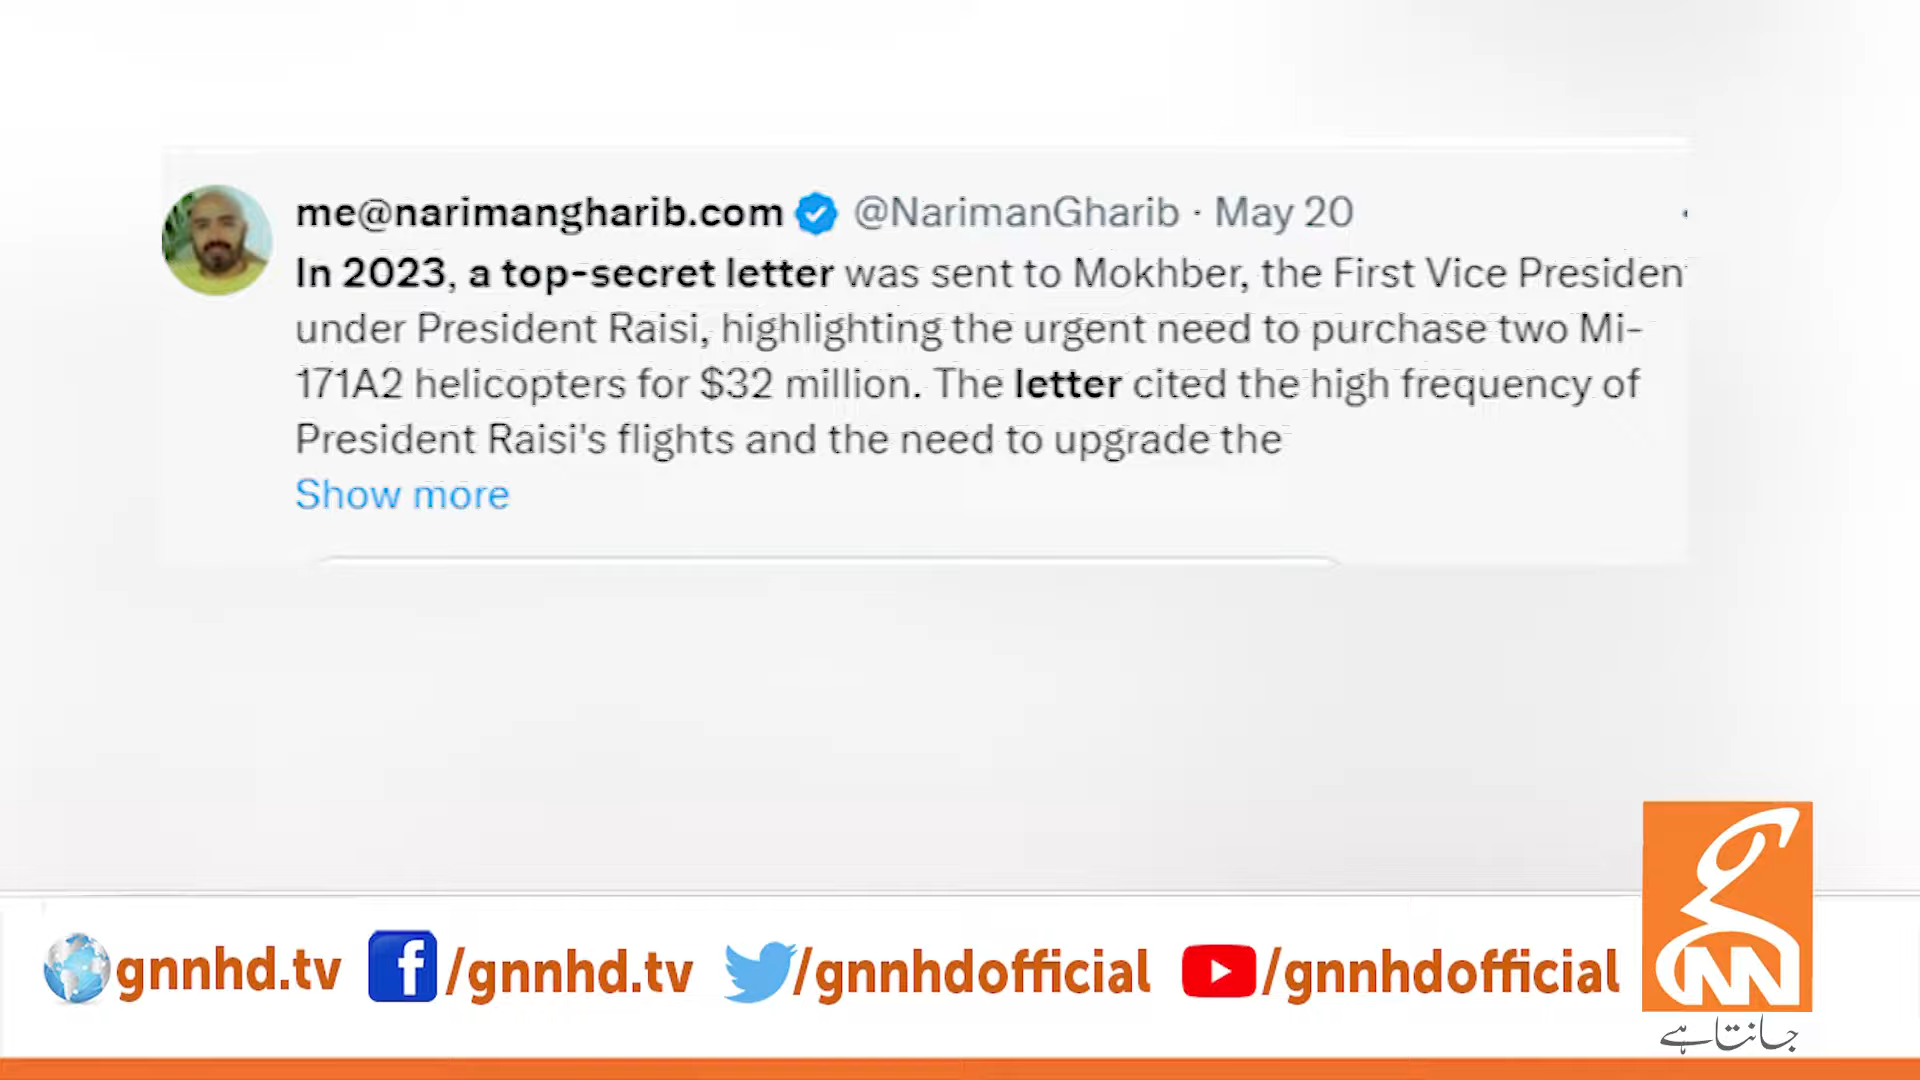 me@narimangharib.com @NarimanGharib · May 20
In 2023, a top-secret letter was sent to Mokhber, the First Vice Presiden
under President Raisi, highlighting the urgent need to purchase two Mi-
171A2 helicopters for $32 million. The letter cited the high frequency of
President Raisi's flights and the need to upgrade the
Show more
gnnhd.tv /gnnhd.tv /gnnhdofficial /gnnhdofficial
GNN
جانتا ہے